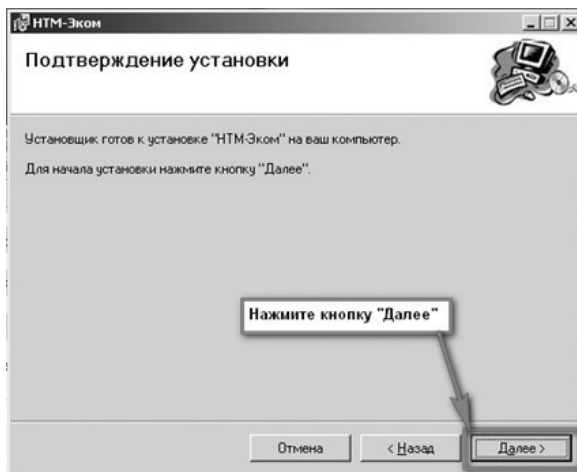 НТМ-Эком
Подтверждение установки
Установщик готов к установке "НТМ-Эком" на ваш компьютер.
Для начала установки нажмите кнопку "Далее".
Нажмите кнопку "Далее"
Отмена
< Назад
Далее >